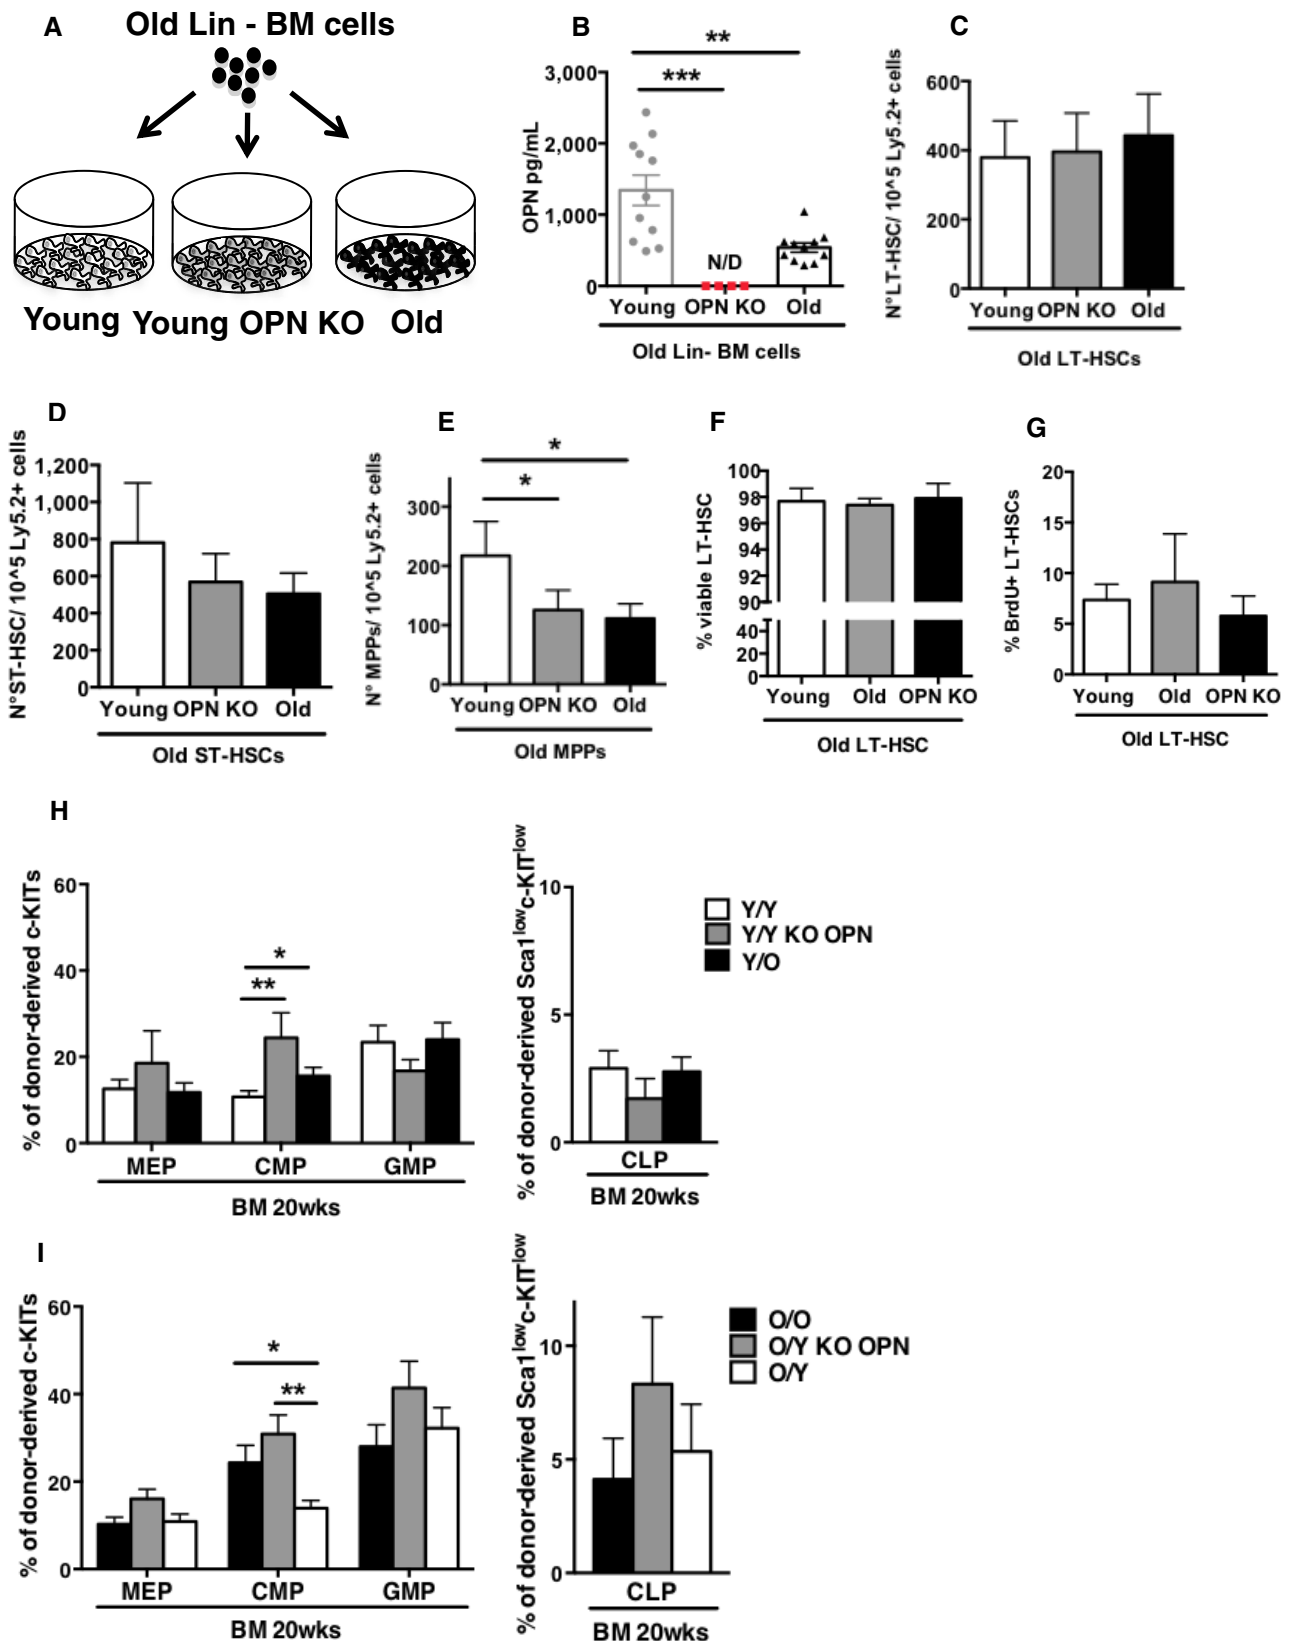 A
Old Lin - BM cells
Young
Young OPN KO
Old
B
OPN pg/mL
3,000
2,000
1,000
0
**
***
N/D
Young OPN KO Old
Old Lin- BM cells
C
N°LT-HSC/ 10^5 Ly5.2+ cells
600
400
200
0
Young OPN KO Old
Old LT-HSCs
D
N°ST-HSC/ 10^5 Ly5.2+ cells
1,200
1,000
800
600
400
200
0
Young OPN KO Old
Old ST-HSCs
E
N° MPPs/ 10^5 Ly5.2+ cells
300
200
100
0
*
*
Young OPN KO Old
Old MPPs
F
% viable LT-HSC
100
98
96
94
92
90
40
20
0
Young Old OPN KO
Old LT-HSC
G
% BrdU+ LT-HSCs
20
15
10
5
0
Young Old OPN KO
Old LT-HSC
H
% of donor-derived c-KITs
60
40
20
0
*
**
MEP CMP GMP
BM 20wks
% of donor-derived Sca1lowc-KITlow
10
5
0
CLP
BM 20wks
Y/Y
Y/Y KO OPN
Y/O
I
% of donor-derived c-KITs
60
40
20
0
*
**
MEP CMP GMP
BM 20wks
% of donor-derived Sca1lowc-KITlow
10
5
0
CLP
BM 20wks
O/O
O/Y KO OPN
O/Y